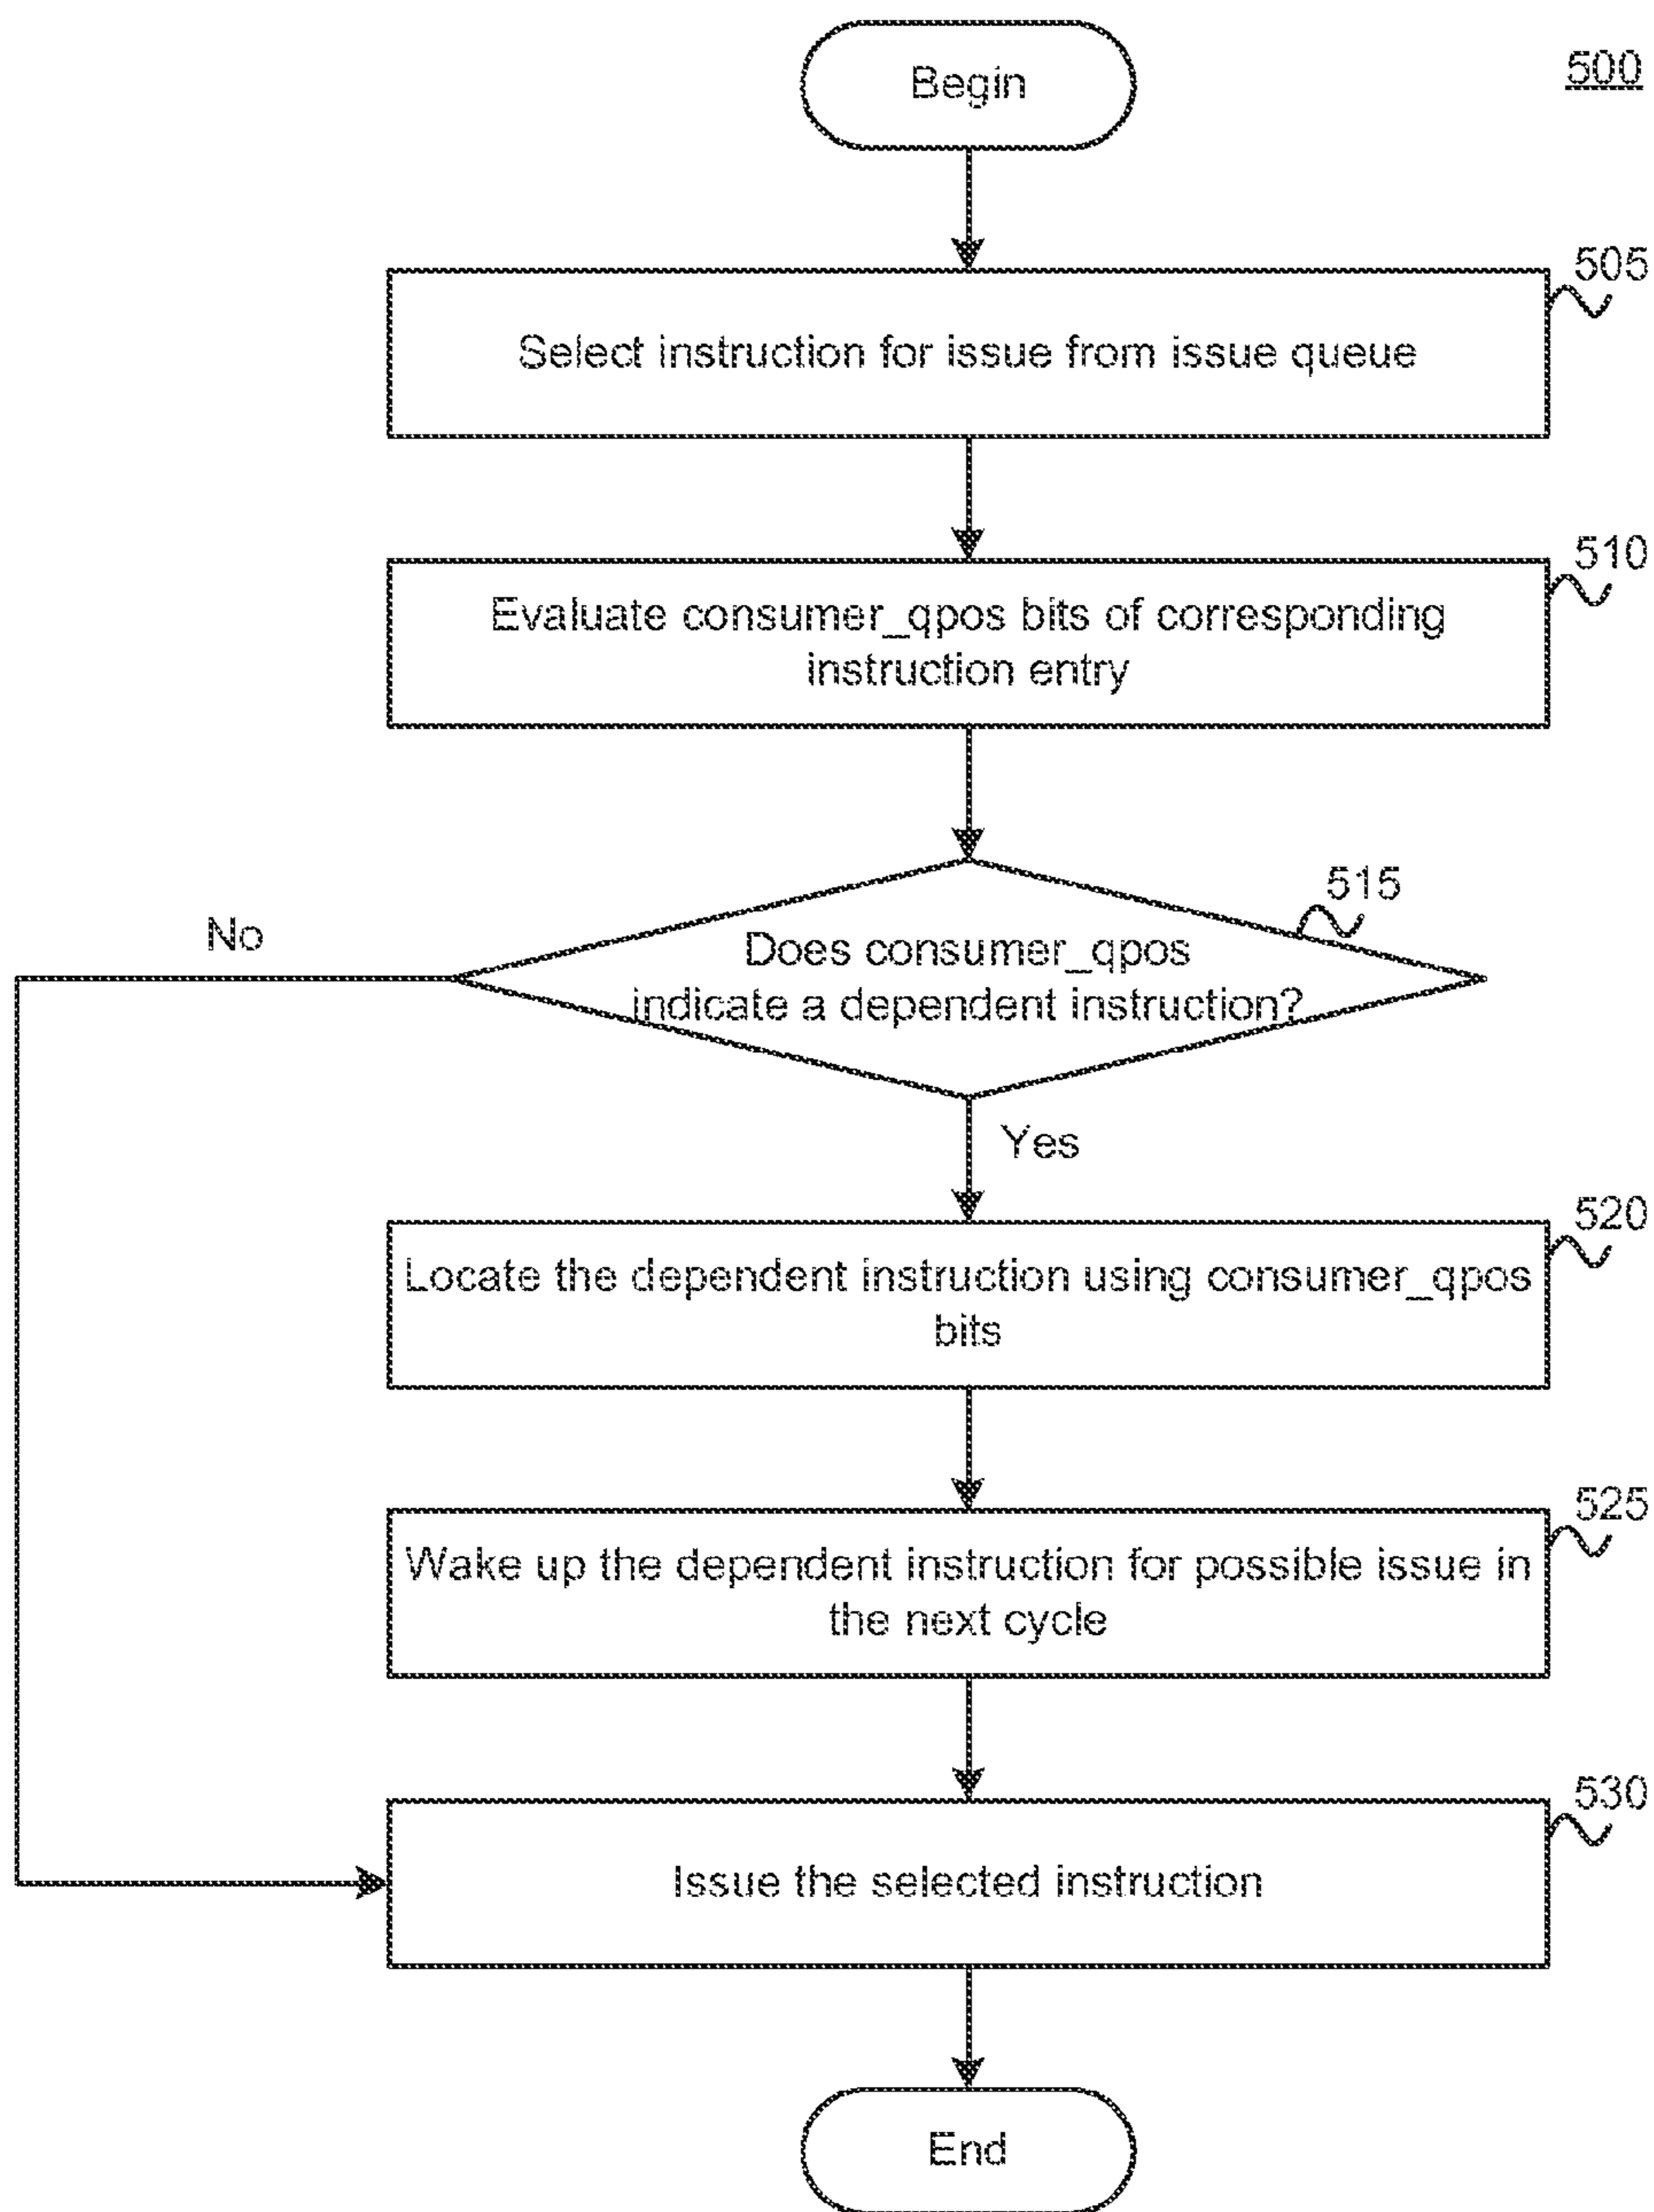 Begin
500
505
Select instruction for issue from issue queue
510
Evaluate consumer_qpos bits of corresponding
instruction entry
515
No
Does consumer_qpos
indicate a dependent instruction?
Yes
520
Locate the dependent instruction using consumer_qpos
bits
525
Wake up the dependent instruction for possible issue in
the next cycle
530
Issue the selected instruction
End